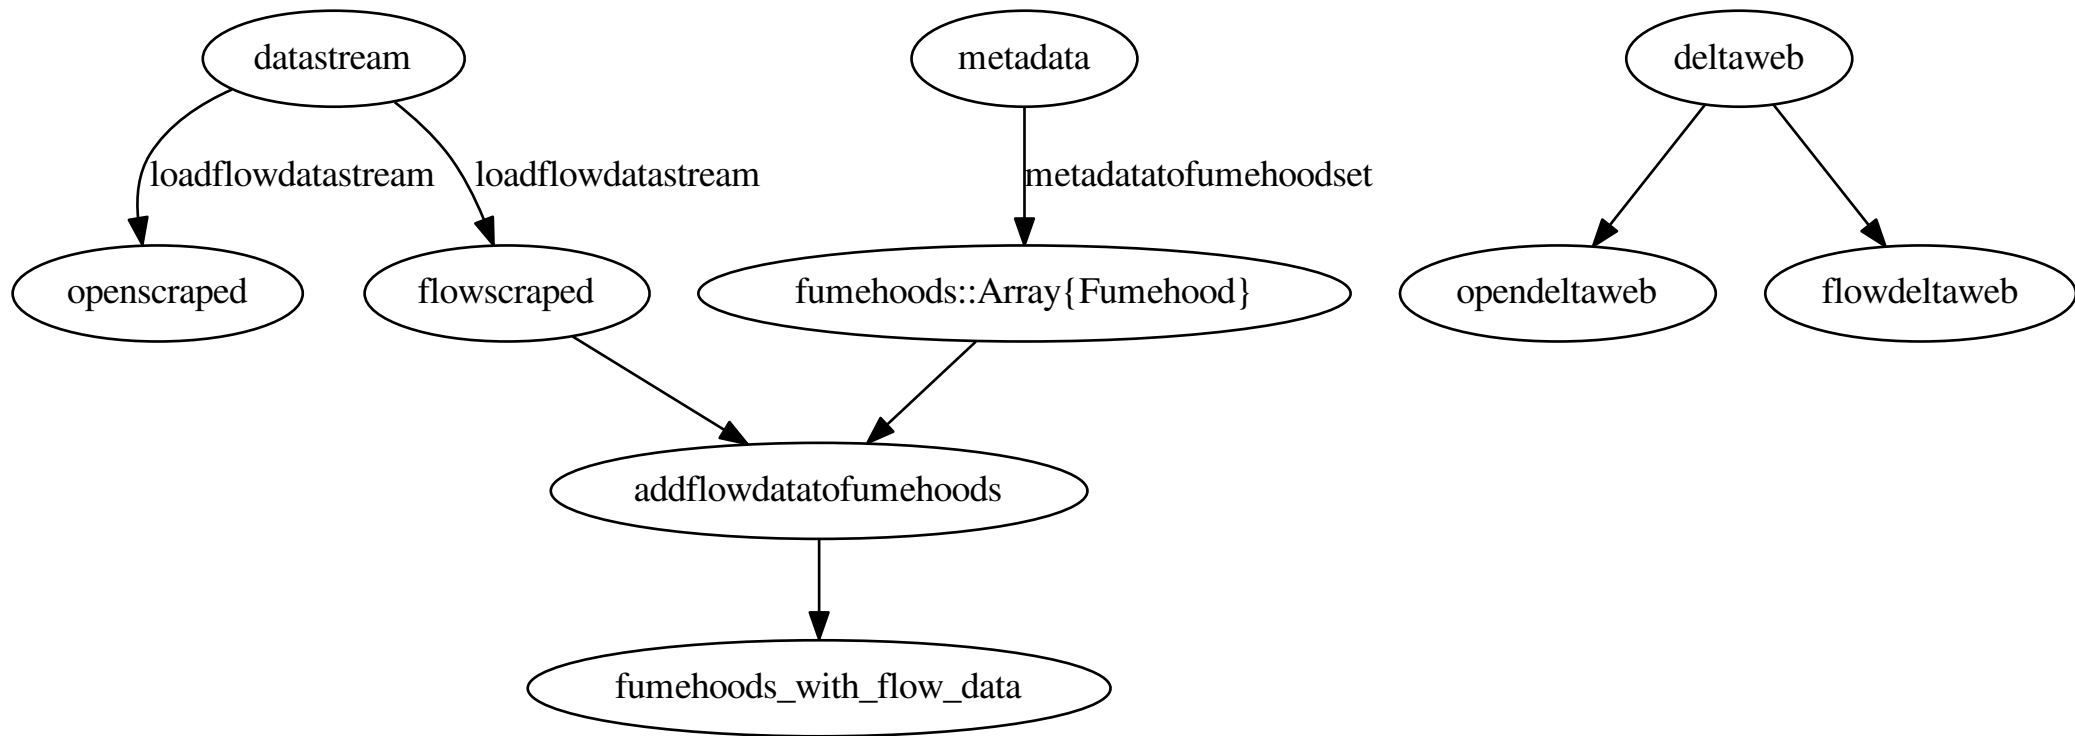 datastream
metadata
deltaweb
loadflowdatastream
loadflowdatastream
metadatatofumehoodset
openscraped
flowscraped
fumehoods::Array{Fumehood}
opendeltaweb
flowdeltaweb
addflowdatatofumehoods
fumehoods_with_flow_data